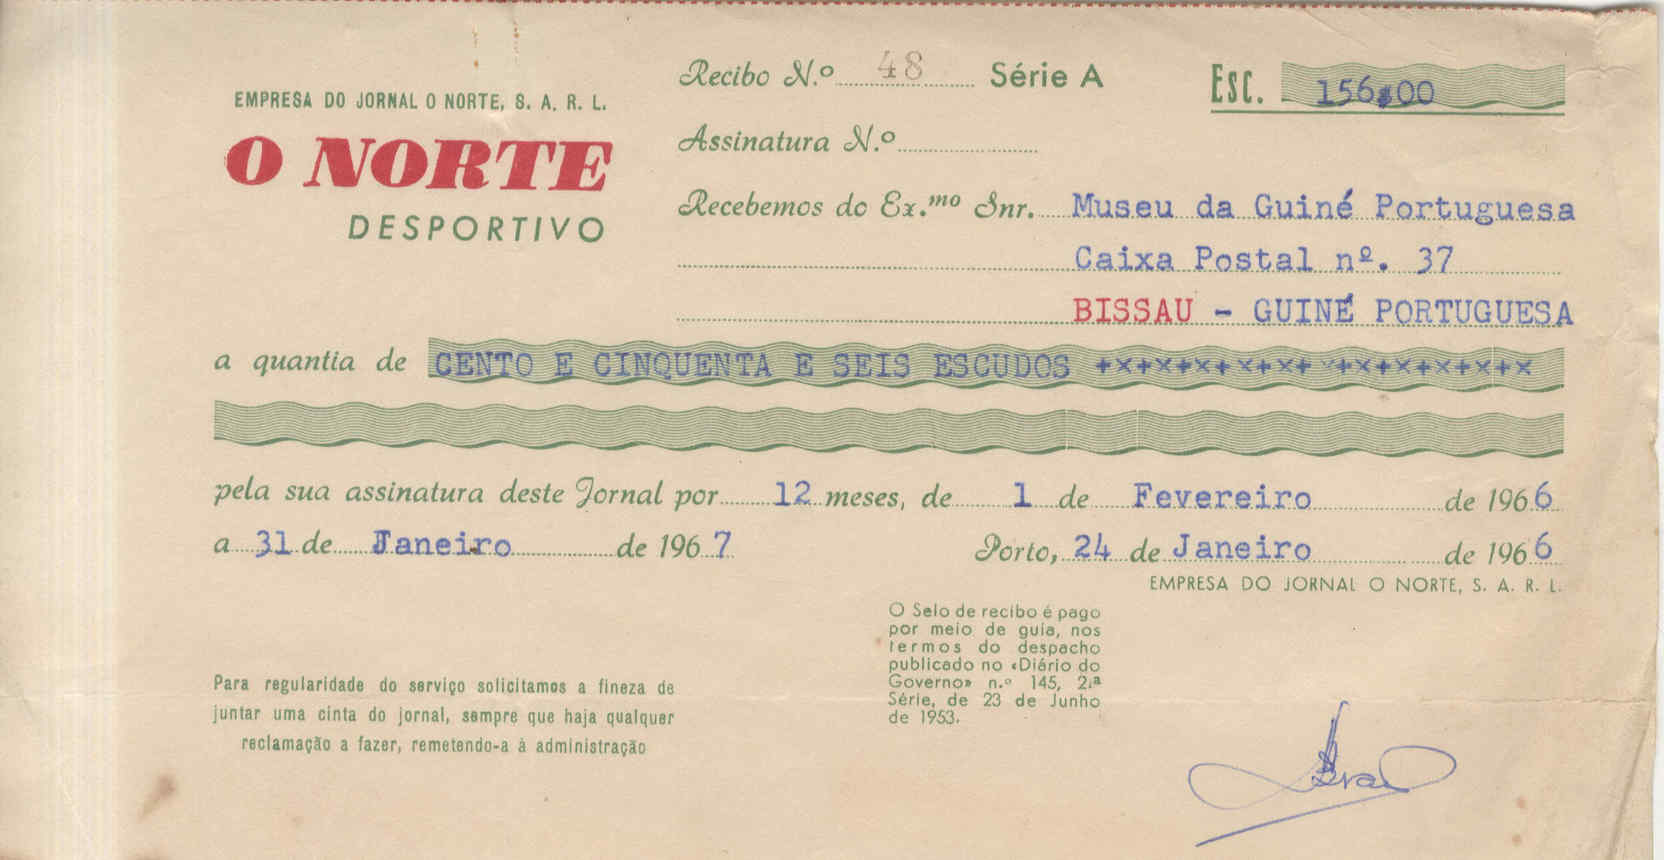 EMPRESA DO JORNAL O NORTE, S. A. R. L.
O NORTE
DESPORTIVO
Recibo N.º 48 Série A
Esc. 156$00
Assinatura N.º
Recebemos do Ex.mo Snr. Museu da Guiné Portuguesa
Caixa Postal nº. 37
BISSAU - GUINÉ PORTUGUESA
a quantia de CENTO E CINQUENTA E SEIS ESCUDOS +x+x+x+x+x+x+x+x+x+x+x
pela sua assinatura deste Jornal por 12 meses, de 1 de Fevereiro de 1966
a 31 de Janeiro de 1967
Porto, 24 de Janeiro de 1966
EMPRESA DO JORNAL O NORTE, S. A. R. L.
O Selo de recibo é pago
por meio de guia, nos
termos do despacho
publicado no «Diário do
Governo» n.º 145, 2.ª
Série, de 23 de Junho
de 1953.
Para regularidade do serviço solicitamos a fineza de
juntar uma cinta do jornal, sempre que haja qualquer
reclamação a fazer, remetendo-a à administração